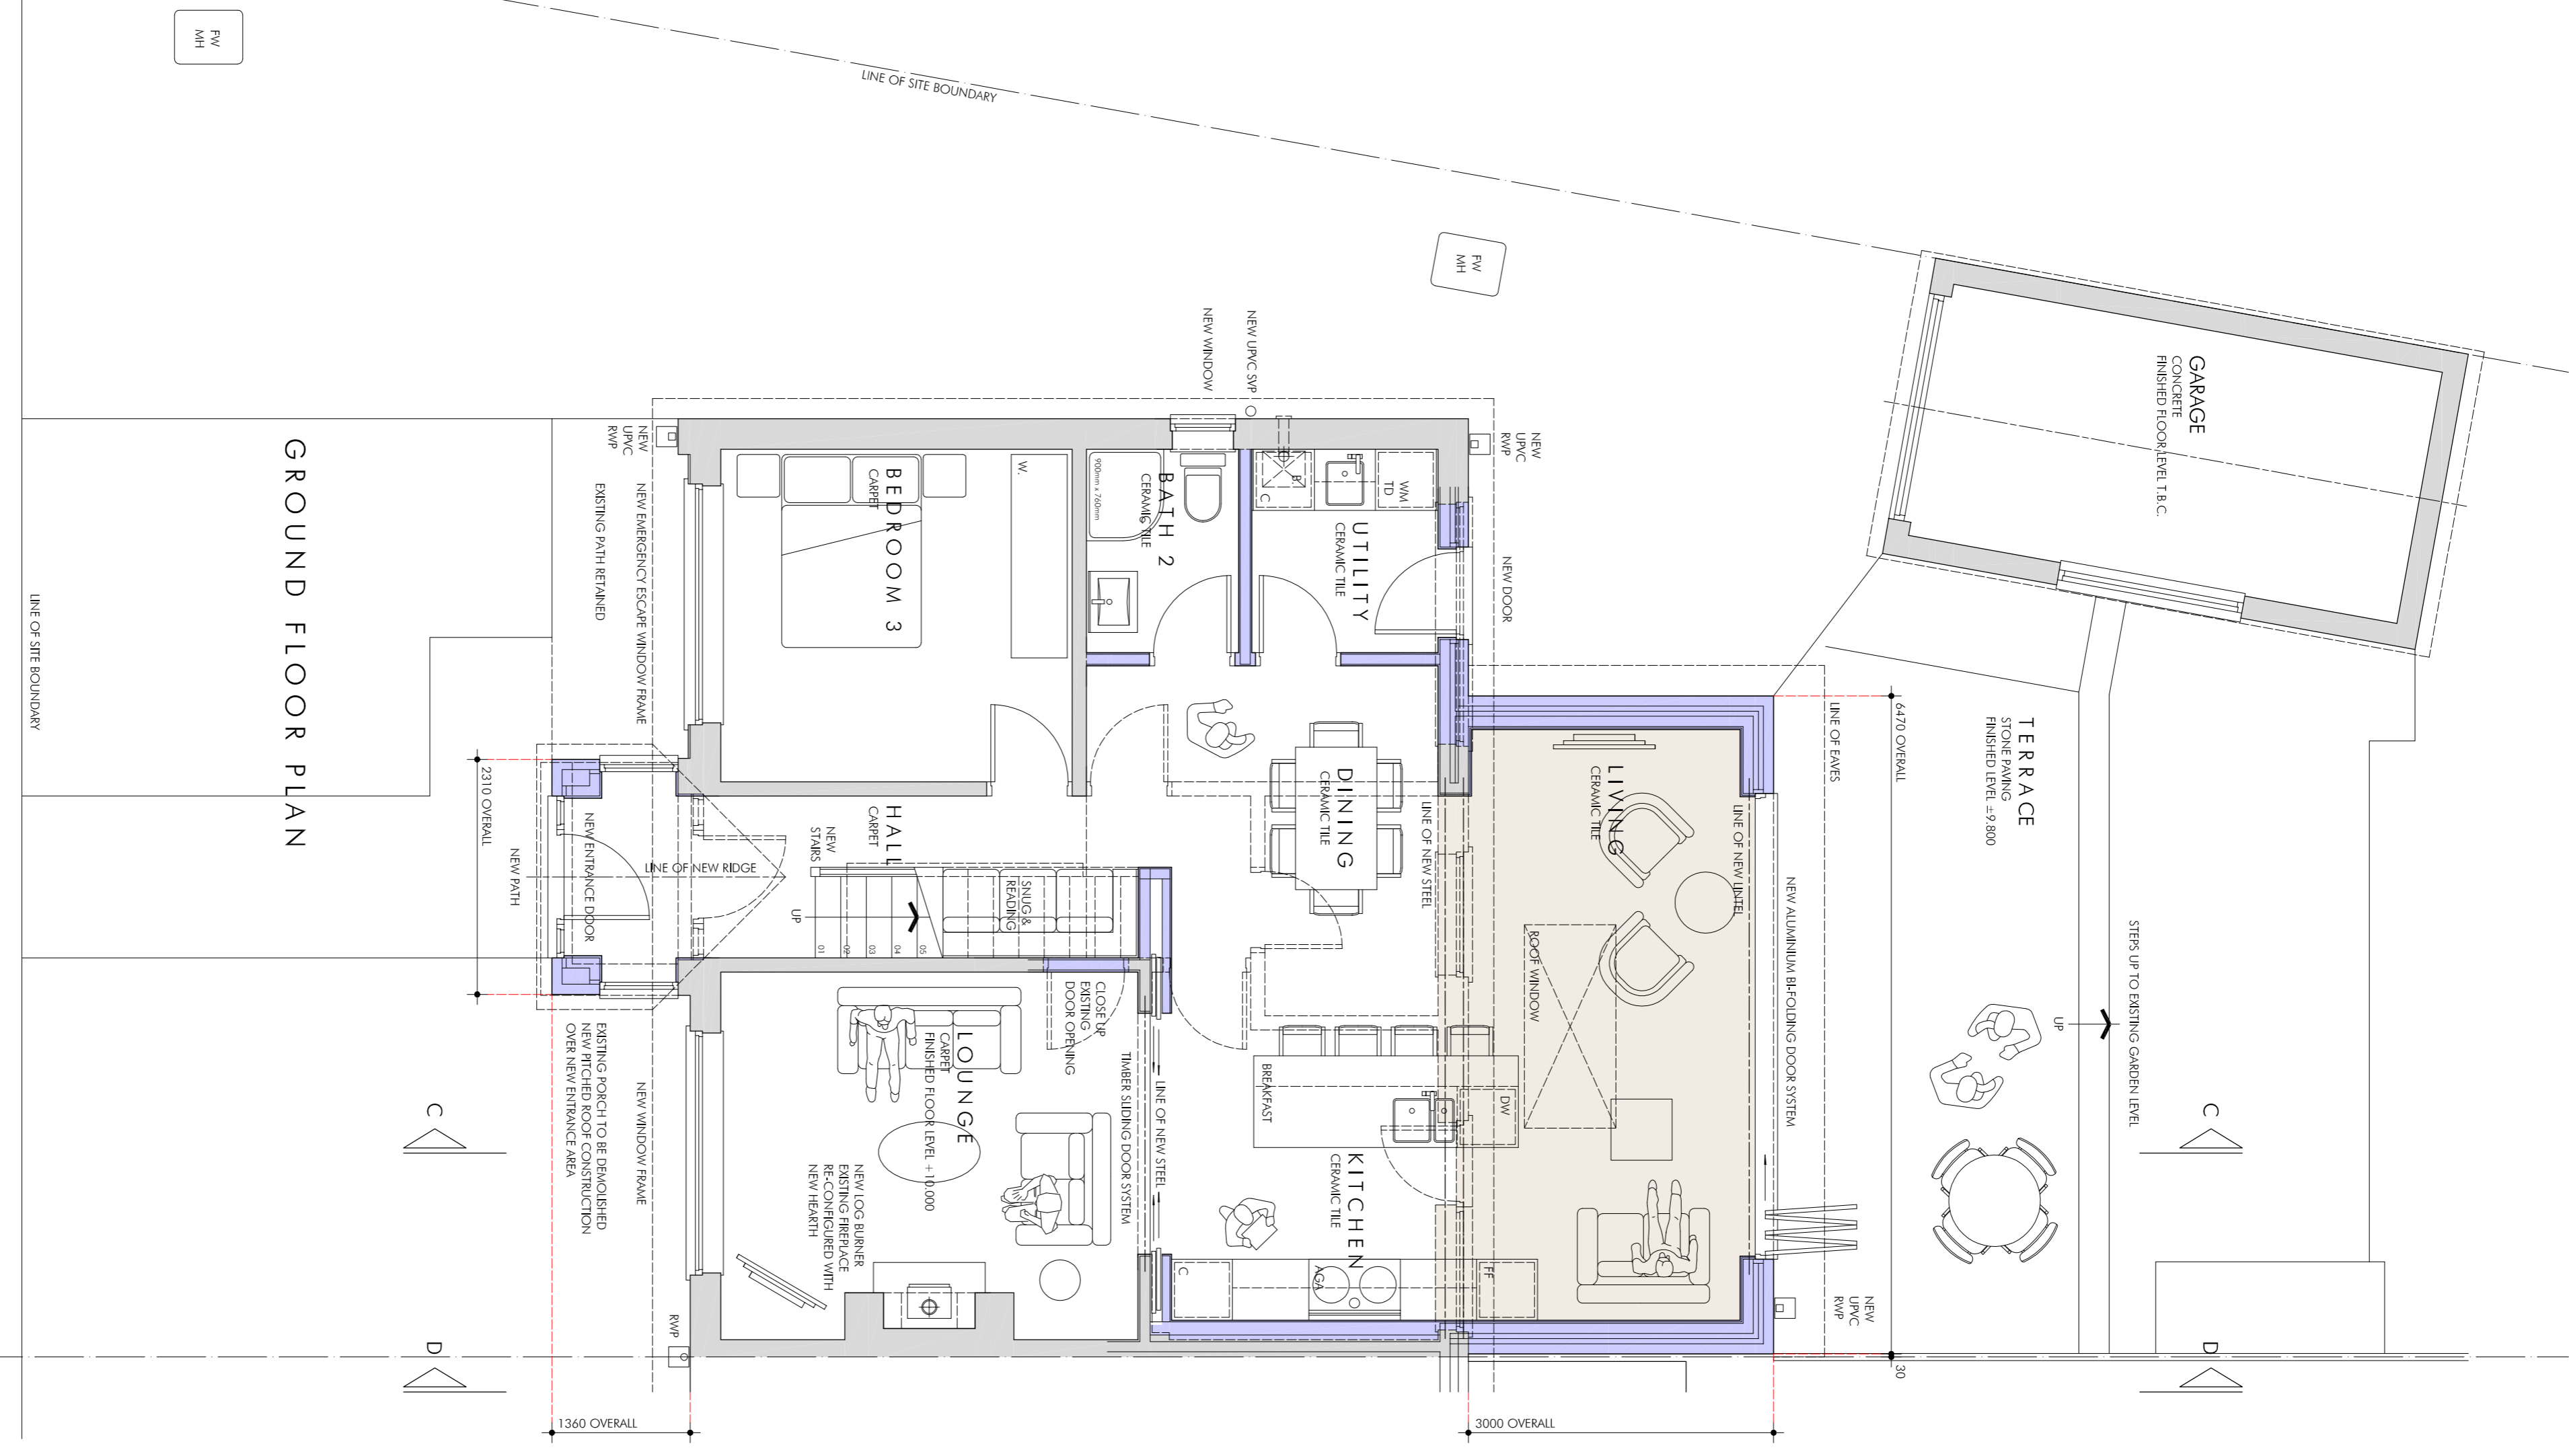 FW
MH
LINE OF SITE BOUNDARY
FW
MH
GARAGE
CONCRETE
FINISHED FLOOR LEVEL T.B.C.
NEW WINDOW
NEW UPVC SVP
NEW
UPVC
RWP
NEW
UPVC
RWP
BEDROOM 3
CARPET
W.
900mm x 760mm
BATH 2
CERAMIC TILE
B.
C
WM
TD
UTILITY
CERAMIC TILE
NEW DOOR
EXISTING PATH RETAINED
NEW EMERGENCY ESCAPE WINDOW FRAME
GROUND FLOOR PLAN
LINE OF SITE BOUNDARY
TERRACE
STONE PAVING
FINISHED LEVEL ±9.800
6470 OVERALL
LINE OF EAVES
LIVING
CERAMIC TILE
LINE OF NEW LINTEL
DINING
CERAMIC TILE
LINE OF NEW STEEL
HALL
CARPET
NEW
STAIRS
UP
01
02
03
04
05
SNUG &
READING
LINE OF NEW RIDGE
NEW ENTRANCE DOOR
NEW PATH
2310 OVERALL
NEW ALUMINIUM BI-FOLDING DOOR SYSTEM
ROOF WINDOW
STEPS UP TO EXISTING GARDEN LEVEL
UP
CLOSE UP
EXISTING
DOOR OPENING
TIMBER SLIDING DOOR SYSTEM
LINE OF NEW STEEL
LOUNGE
CARPET
FINISHED FLOOR LEVEL +10.000
NEW LOG BURNER
EXISTING FIREPLACE
RE-CONFIGURED WITH
NEW HEARTH
EXISTING PORCH TO BE DEMOLISHED
NEW PITCHED ROOF CONSTRUCTION
OVER NEW ENTRANCE AREA
NEW WINDOW FRAME
BREAKFAST
DW
KITCHEN
CERAMIC TILE
C
AGA
FF
NEW
UPVC
RWP
RWP
C
C
D
D
30
1360 OVERALL
3000 OVERALL